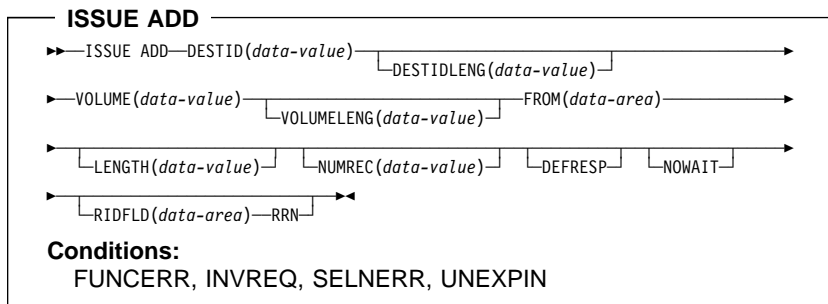 ISSUE ADD
ISSUE ADD DESTID(data-value)
DESTIDLENG(data-value)
VOLUME(data-value) FROM(data-area)
VOLUMELENG(data-value)
LENGTH(data-value) NUMREC(data-value) DEFRESP NOWAIT
RIDFLD(data-area) RRN
Conditions:
FUNCERR, INVREQ, SELNERR, UNEXPIN